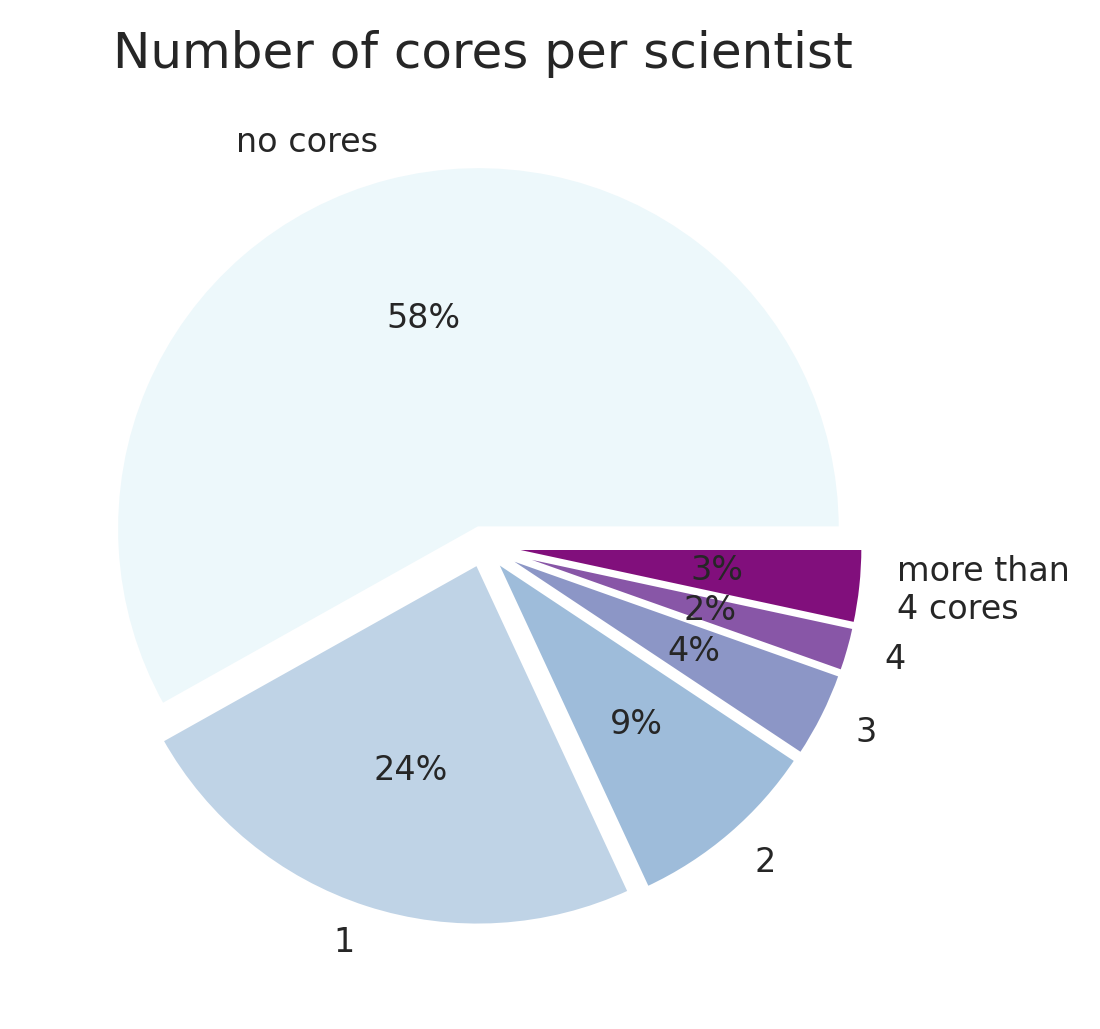 Number of cores per scientist
no cores
58%
3%
more than
4 cores
2%
4
4%
3
9%
24%
2
1